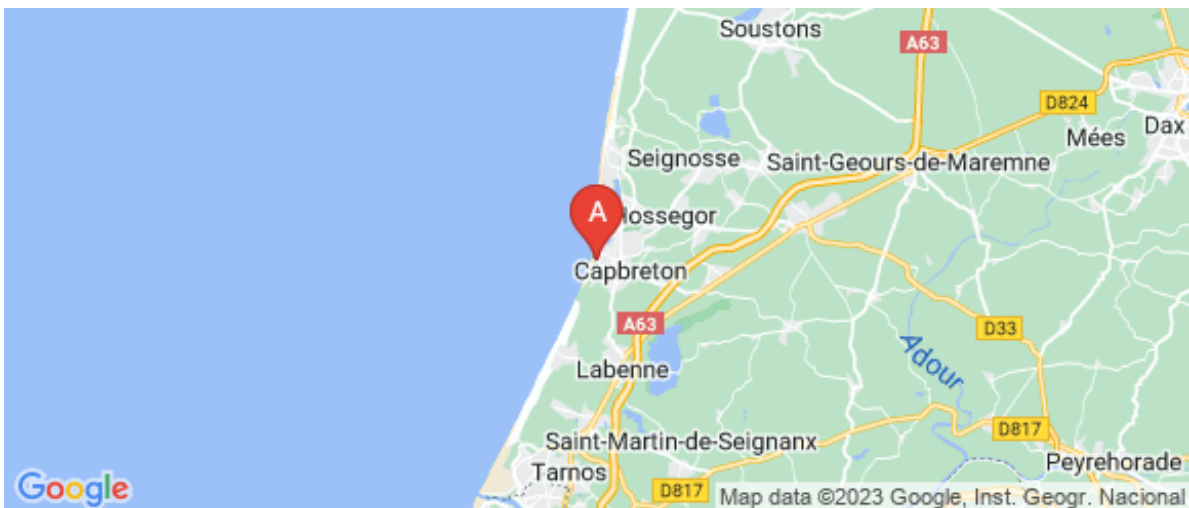 Soustons
A63
D824
Mées
Dax
Seignosse
Saint-Geours-de-Maremne
A
Hossegor
Capbreton
A63
D33
Adour
Labenne
D817
Saint-Martin-de-Seignanx
Peyrehorade
Tarnos
D817
Google
Map data ©2023 Google, Inst. Geogr. Nacional